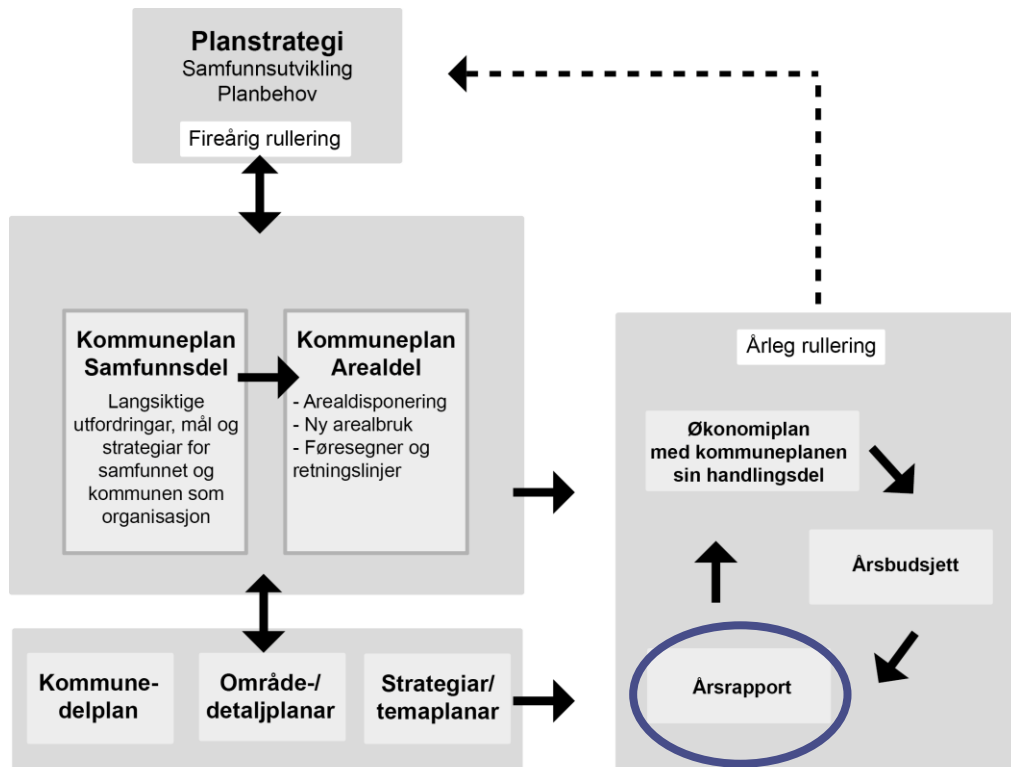 Planstrategi
Samfunnsutvikling
Planbehov
Fireårig rullering
Kommuneplan
Samfunnsdel
Langsiktige
utfordringar, mål og
strategiar for
samfunnet og
kommunen som
organisasjon
Kommuneplan
Arealdel
- Arealdisponering
- Ny arealbruk
- Føresegner og
retningslinjer
Kommune-
delplan
Område-/
detaljplanar
Strategiar/
temaplanar
Årleg rullering
Økonomiplan
med kommuneplanen
sin handlingsdel
Årsbudsjett
Årsrapport